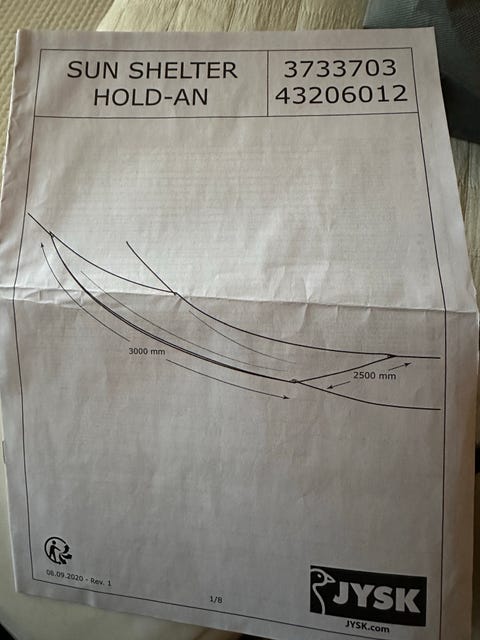 SUN SHELTER
HOLD-AN
3733703
43206012
3000 mm
2500 mm
08.09.2020 - Rev. 1
1/8
JYSK
JYSK.com